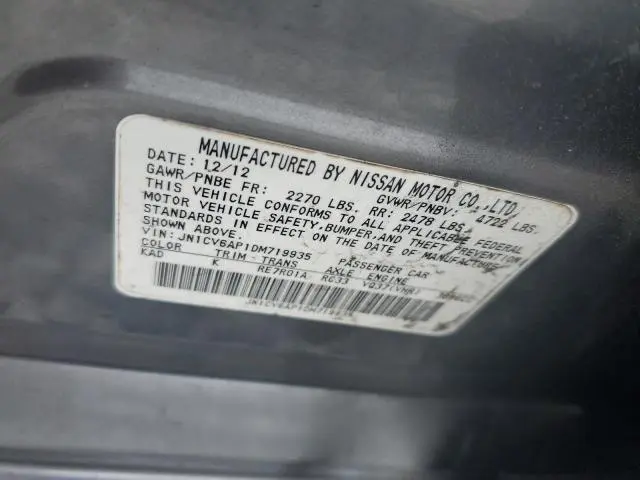 MANUFACTURED BY NISSAN MOTOR CO.,LTD.
DATE: 12/12 GVWR/PNBV: 4722 LBS.
GAWR/PNBE FR: 2270 LBS. RR: 2478 LBS.
THIS VEHICLE CONFORMS TO ALL APPLICABLE FEDERAL
MOTOR VEHICLE SAFETY, BUMPER, AND THEFT PREVENTION
STANDARDS IN EFFECT ON THE DATE OF MANUFACTURE
SHOWN ABOVE.
VIN: JN1CV6AP1DM719935 PASSENGER CAR
COLOR TRIM: TRANS AXLE ENGINE
KAD K RE7R01A RC33
JN1CV6AP1DM719935